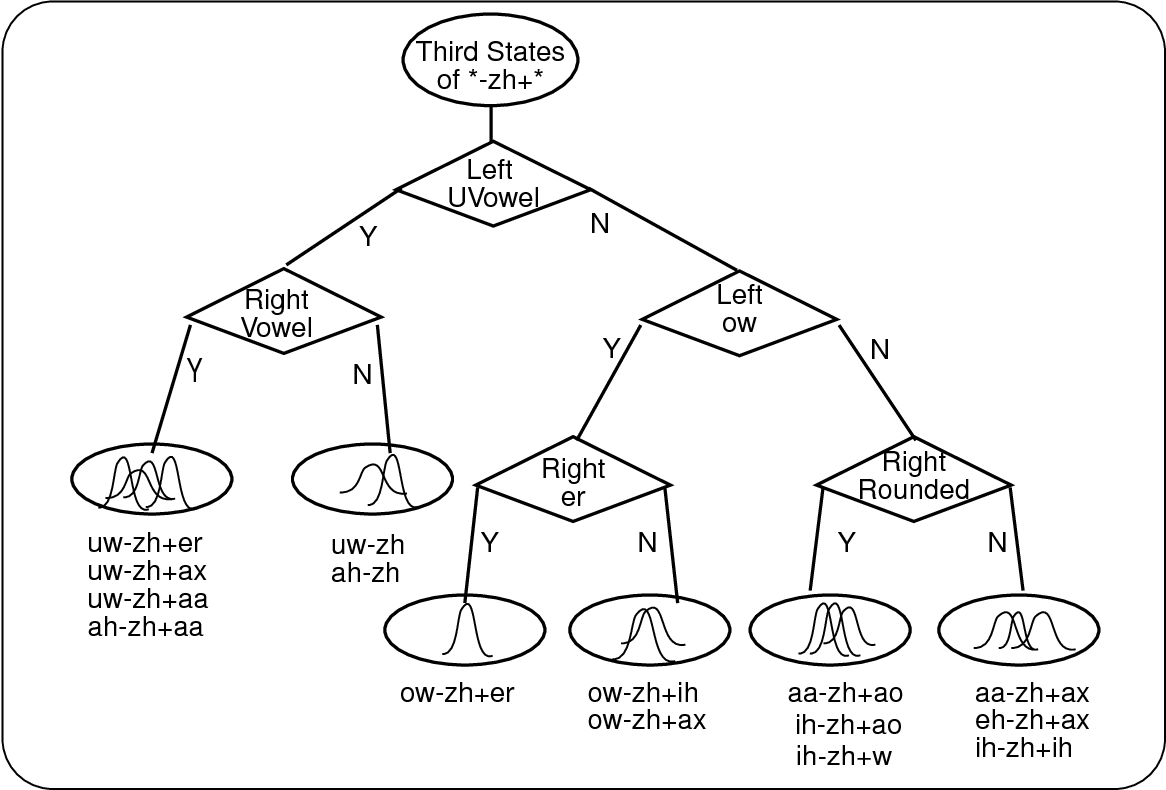 Third States
of *-zh+*
Left
UVowel
Y
N
Right
Vowel
Left
ow
Y
N
Y
N
Right
er
Right
Rounded
uw-zh+er
uw-zh+ax
uw-zh+aa
ah-zh+aa
uw-zh
ah-zh
Y
N
Y
N
ow-zh+er
ow-zh+ih
ow-zh+ax
aa-zh+ao
ih-zh+ao
ih-zh+w
aa-zh+ax
eh-zh+ax
ih-zh+ih